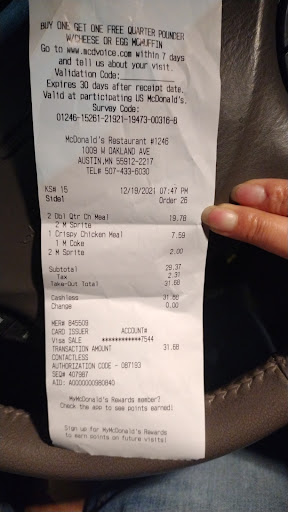 BUY ONE GET ONE FREE QUARTER POUNDER
W/CHEESE OR EGG MCMUFFIN
Go to www.mcdvoice.com within 7 days
and tell us about your visit.
Validation Code:
Expires 30 days after receipt date.
Valid at participating US McDonald's.
Survey Code:
01246-15261-21921-19473-00316-8
McDonald's Restaurant #1246
1009 W OAKLAND AVE
AUSTIN,MN 55912-2217
TEL# 507-433-6030
KS# 15 12/19/2021 07:47 PM
Side1 Order 26
2 Dbl Qtr Ch Meal 19.78
2 M Sprite
1 Crispy Chicken Meal 7.59
1 M Coke
2 M Sprite 2.00
Subtotal 29.37
Tax 2.31
Take-Out Total 31.68
Cashless 31.68
Change 0.00
MER# 845509
CARD ISSUER ACCOUNT#
Visa SALE ************7544
TRANSACTION AMOUNT 31.68
CONTACTLESS
AUTHORIZATION CODE - 087193
SEQ# 407987
AID: A0000000980840
MyMcDonald's Rewards member?
Check the app to see points earned!
Sign up for MyMcDonald's Rewards
to earn points on future visits!